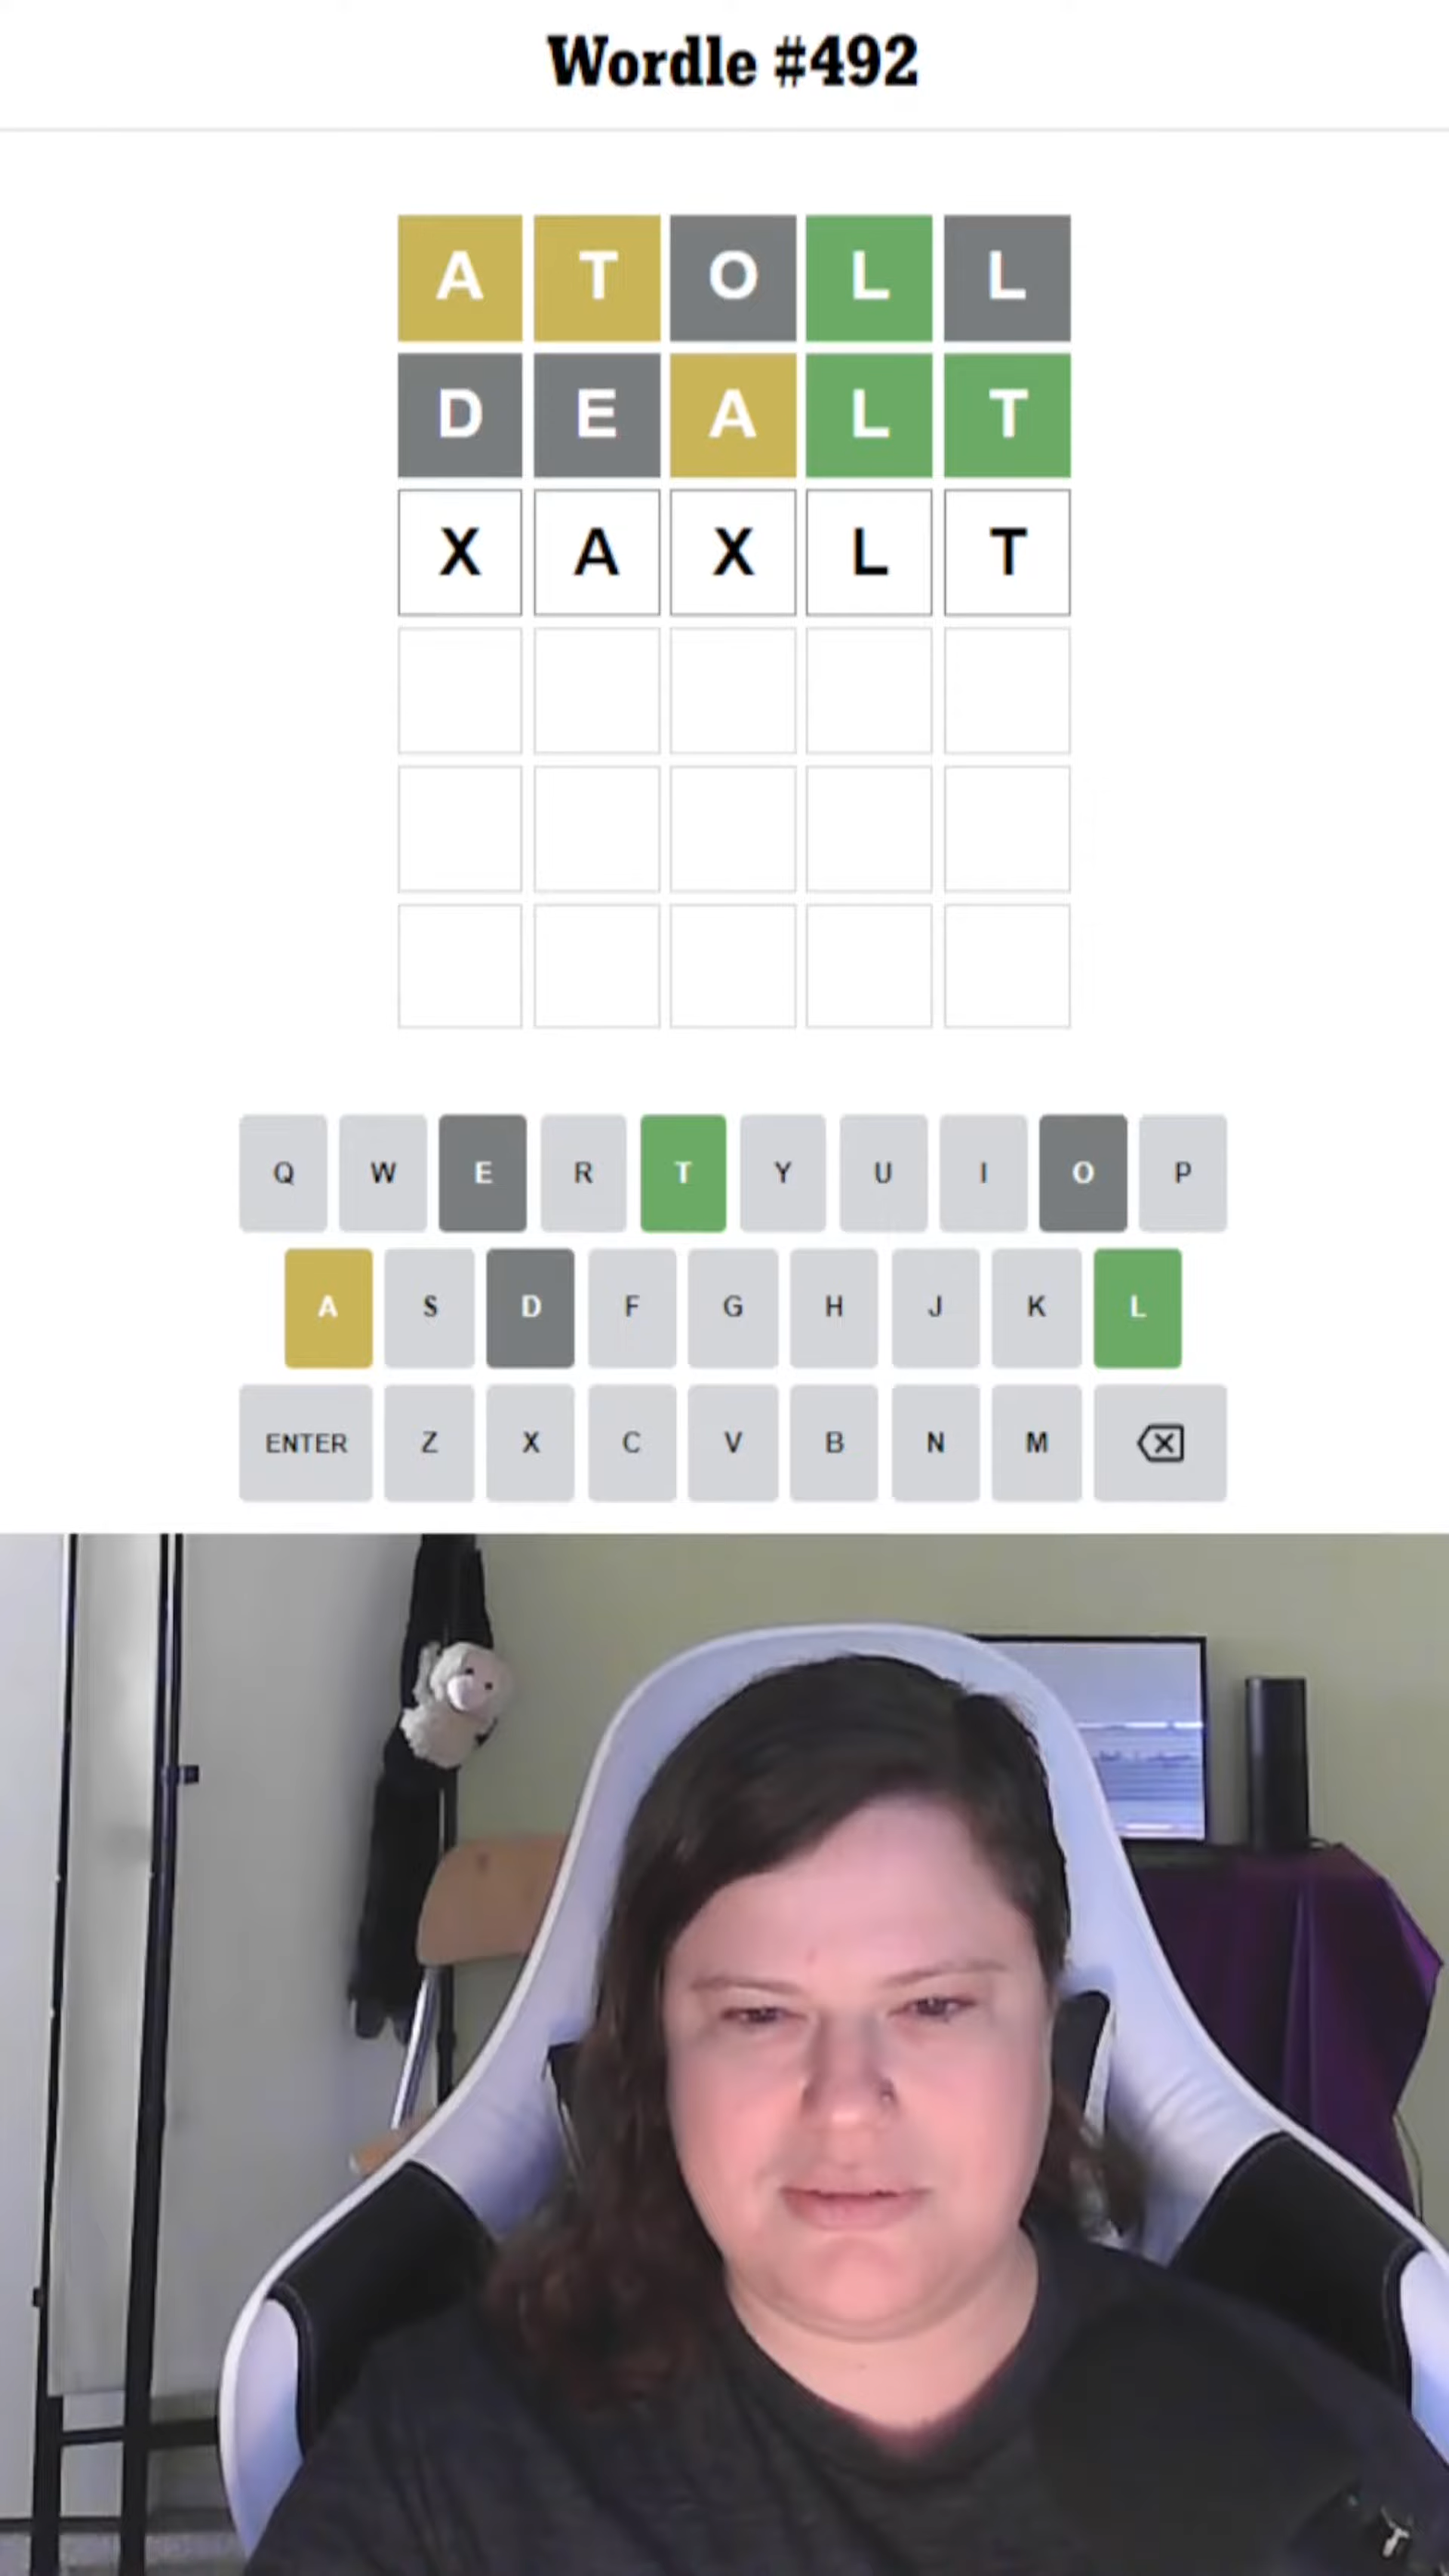 Wordle #492
A T O L L
D E A L T
X A X L T
Q W E R T Y U I O P
A S D F G H J K L
ENTER Z X C V B N M